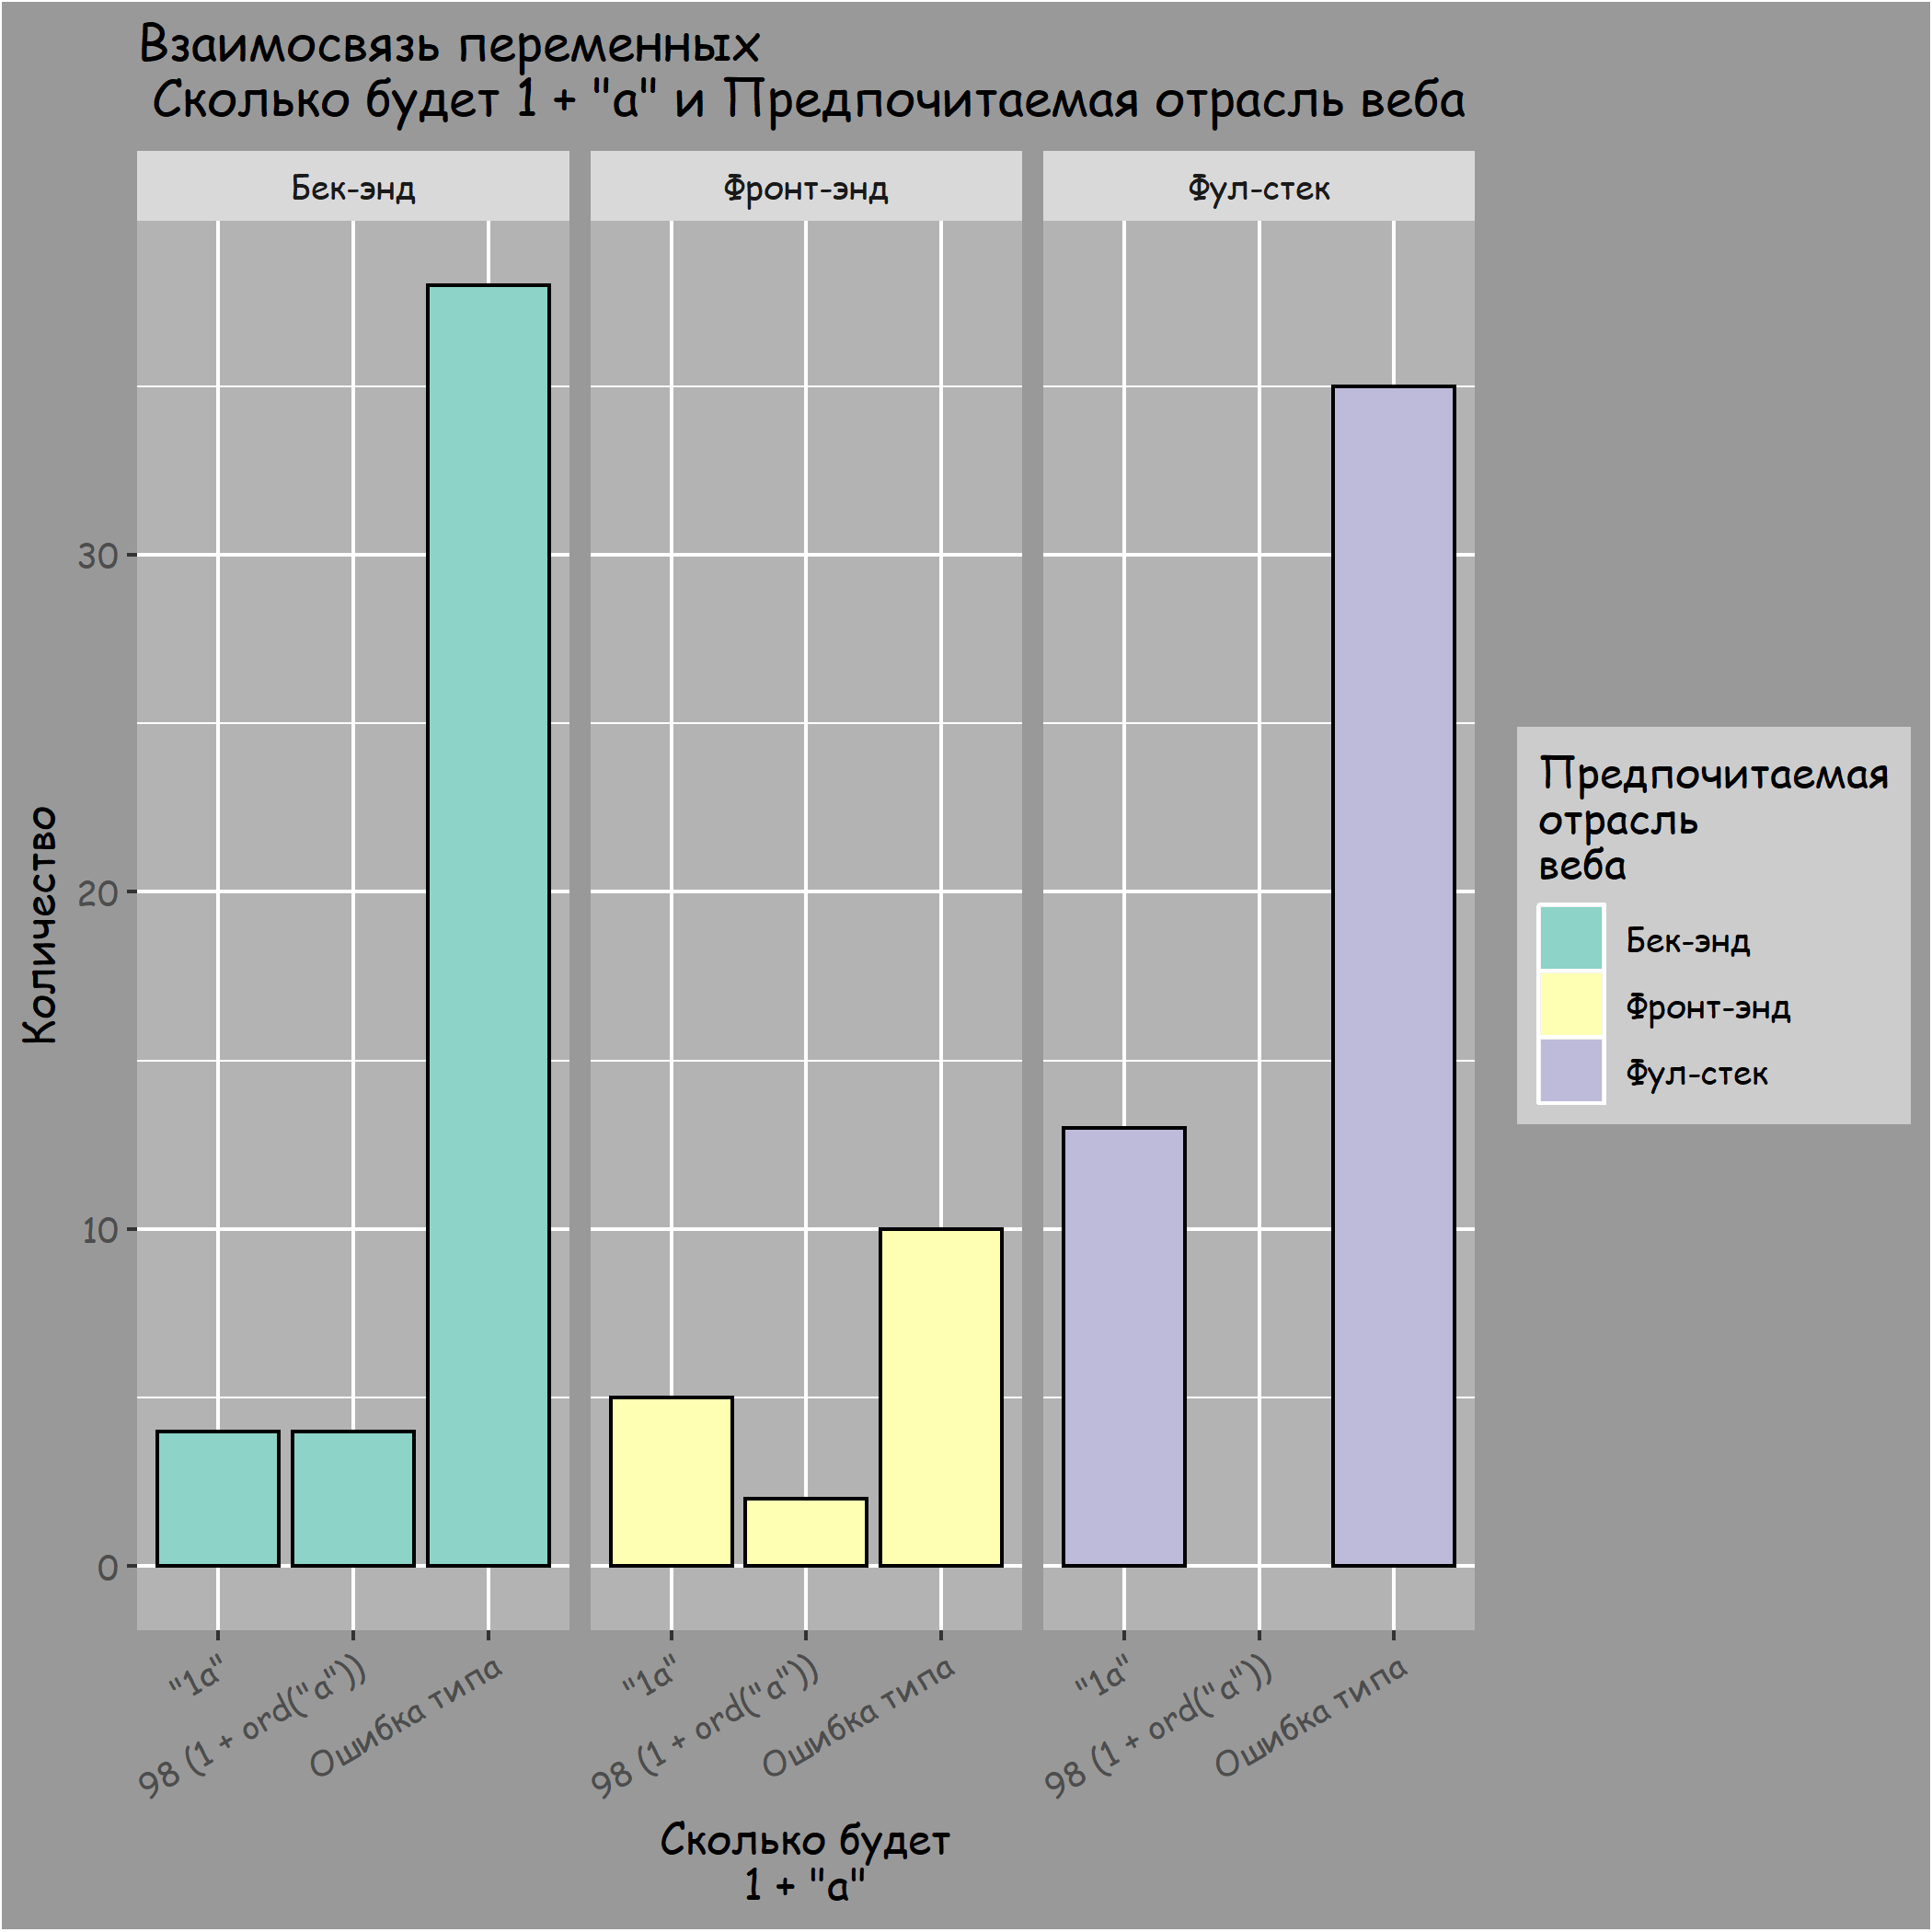 Взаимосвязь переменных
Сколько будет 1 + "a" и Предпочитаемая отрасль веба
Бек-энд
Фронт-энд
Фул-стек
Количество
30
20
10
0
"1a"
98 (1 + ord("a"))
Ошибка типа
"1a"
98 (1 + ord("a"))
Ошибка типа
"1a"
98 (1 + ord("a"))
Ошибка типа
Сколько будет
1 + "a"
Предпочитаемая
отрасль
веба
Бек-энд
Фронт-энд
Фул-стек